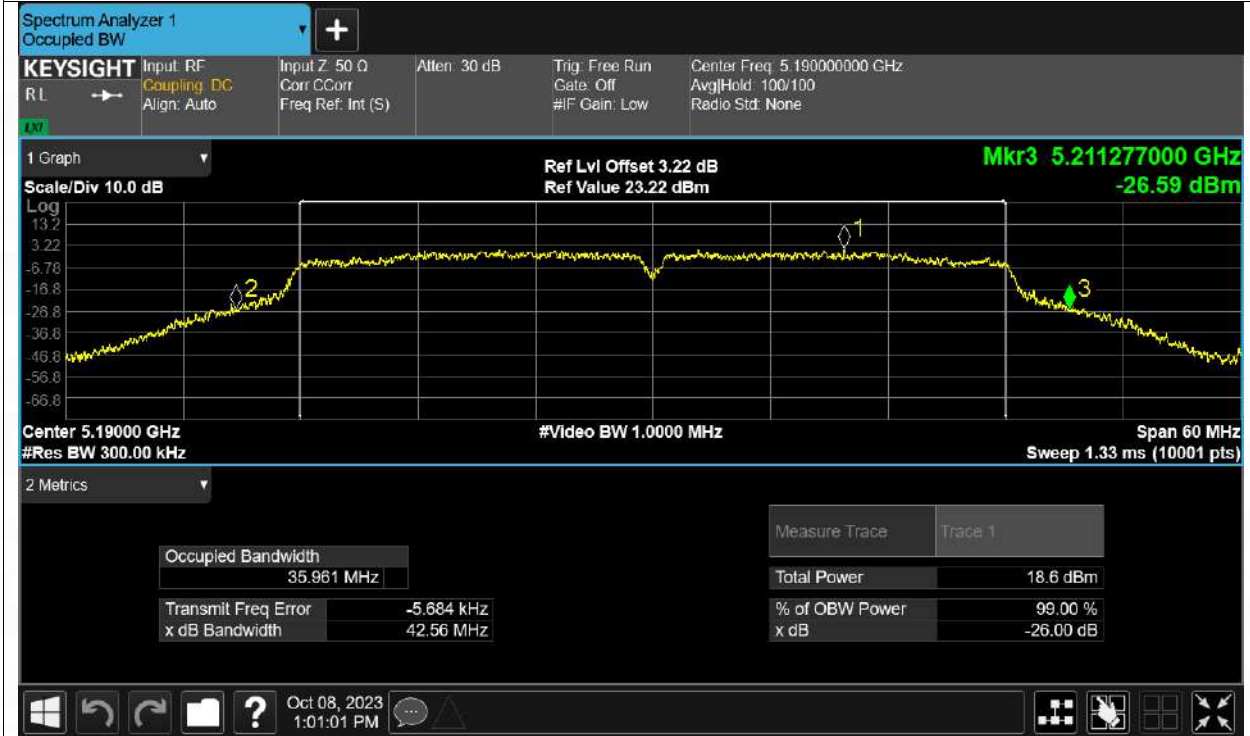 Spectrum Analyzer 1
Occupied BW
+
KEYSIGHT
RL
LXI
Input: RF
Coupling: DC
Align: Auto
Input Z: 50 Ω
Corr CCorr
Freq Ref: Int (S)
Atten: 30 dB
Trig: Free Run
Gate: Off
#IF Gain: Low
Center Freq: 5.190000000 GHz
Avg|Hold: 100/100
Radio Std: None
1 Graph
Scale/Div 10.0 dB
Ref Lvl Offset 3.22 dB
Ref Value 23.22 dBm
Mkr3 5.211277000 GHz
-26.59 dBm
Log
13.2
3.22
-6.78
-16.8
-26.8
-36.8
-46.8
-56.8
-66.8
1
2
3
Center 5.19000 GHz
#Res BW 300.00 kHz
#Video BW 1.0000 MHz
Span 60 MHz
Sweep 1.33 ms (10001 pts)
2 Metrics
Measure Trace Trace 1
Occupied Bandwidth
35.961 MHz
Total Power 18.6 dBm
Transmit Freq Error -5.684 kHz
% of OBW Power 99.00 %
x dB Bandwidth 42.56 MHz
x dB -26.00 dB
?
Oct 08, 2023
1:01:01 PM